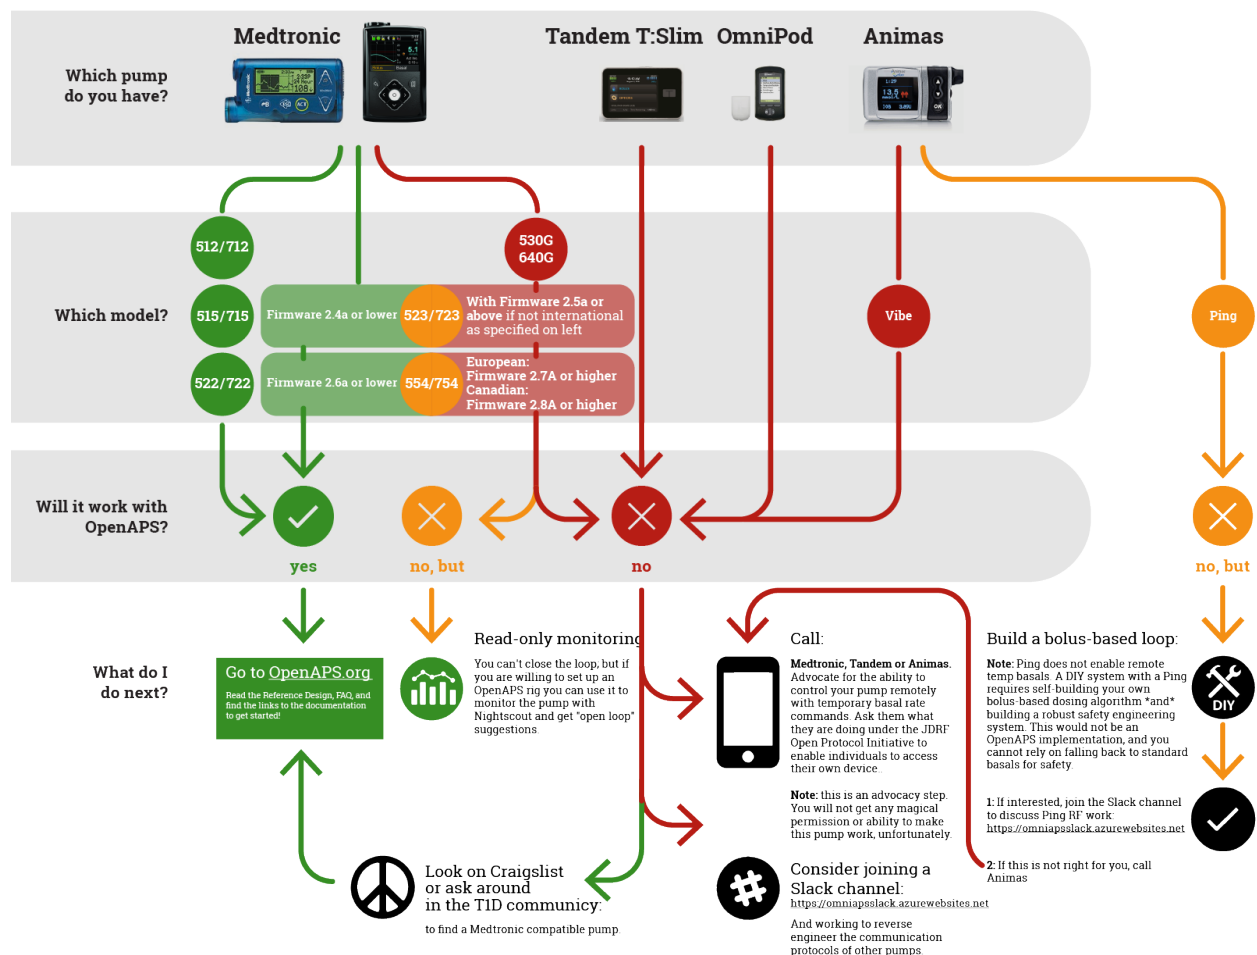 Medtronic
Tandem T:Slim
OmniPod
Animas
Which pump
do you have?
512/712
530G
640G
Which model?
515/715
Firmware 2.4a or lower
523/723
With Firmware 2.5a or
above if not international
as specified on left
Vibe
Ping
522/722
Firmware 2.6a or lower
554/754
European:
Firmware 2.7A or higher
Canadian:
Firmware 2.8A or higher
Will it work with
OpenAPS?
yes
no, but
no
no, but
What do I
do next?
Go to OpenAPS.org
Read the Reference Design, FAQ, and
find the links to the documentation
to get started!
Read-only monitoring
You can't close the loop, but if
you are willing to set up an
OpenAPS rig you can use it to
monitor the pump with
Nightscout and get "open loop"
suggestions.
Call:
Medtronic, Tandem or Animas.
Advocate for the ability to
control your pump remotely
with temporary basal rate
commands. Ask them what
they are doing under the JDRF
Open Protocol Initiative to
enable individuals to access
their own device.
Note: this is an advocacy step.
You will not get any magical
permission or ability to make
this pump work, unfortunately.
Build a bolus-based loop:
Note: Ping does not enable remote
temp basals. A DIY system with a Ping
requires self-building your own
bolus-based dosing algorithm *and*
building a robust safety engineering
system. This would not be an
OpenAPS implementation, and you
cannot rely on falling back to standard
basals for safety.
DIY
1: If interested, join the Slack channel
to discuss Ping RF work:
https://omniapsslack.azurewebsites.net
2: If this is not right for you, call
Animas
Look on Craigslist
or ask around
in the T1D communicy:
to find a Medtronic compatible pump.
Consider joining a
Slack channel:
https://omniapsslack.azurewebsites.net
And working to reverse
engineer the communication
protocols of other pumps.